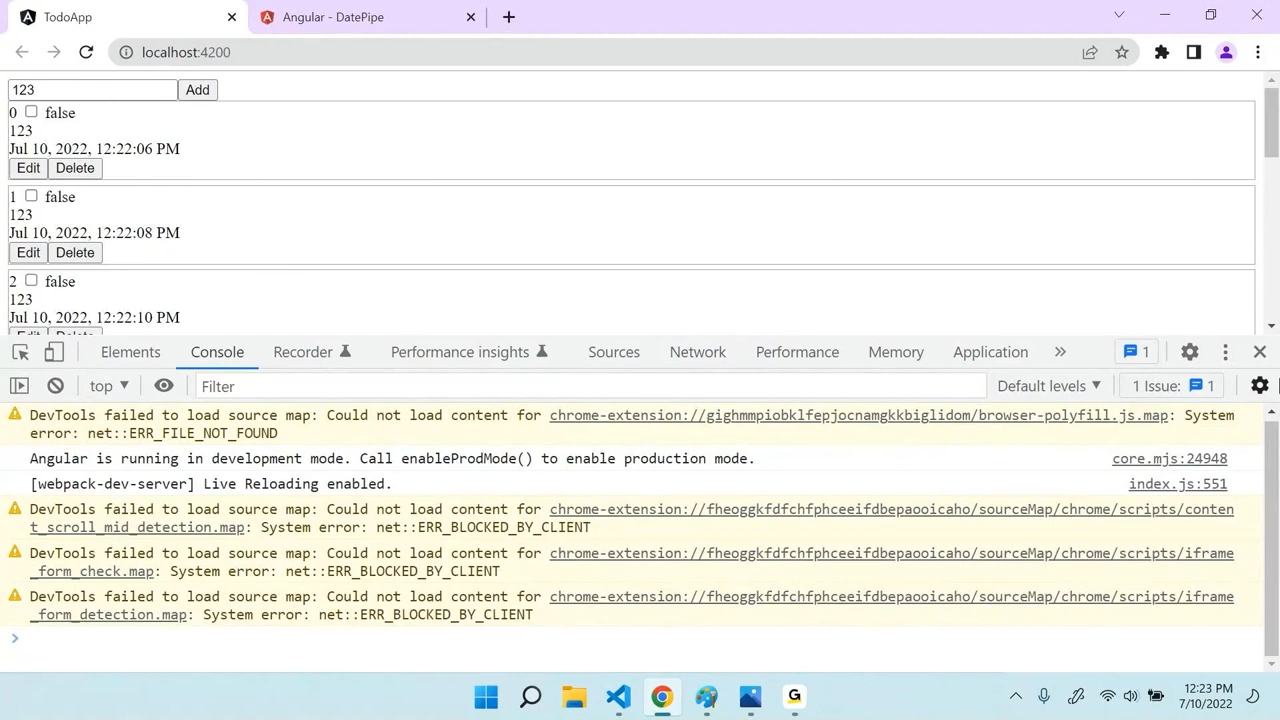 TodoApp
Angular - DatePipe
localhost:4200
123
Add
0 false
123
Jul 10, 2022, 12:22:06 PM
Edit Delete
1 false
123
Jul 10, 2022, 12:22:08 PM
Edit Delete
2 false
123
Jul 10, 2022, 12:22:10 PM
Edit Delete
Elements Console Recorder Performance insights Sources Network Performance Memory Application 1
top Filter Default levels 1 Issue: 1
DevTools failed to load source map: Could not load content for chrome-extension://gighmmpiobklfepjocnamgkkbiglidom/browser-polyfill.js.map: System
error: net::ERR_FILE_NOT_FOUND
Angular is running in development mode. Call enableProdMode() to enable production mode. core.mjs:24948
[webpack-dev-server] Live Reloading enabled. index.js:551
DevTools failed to load source map: Could not load content for chrome-extension://fheoggkfdfchfphceeifdbepaooicaho/sourceMap/chrome/scripts/conten
t_scroll_mid_detection.map: System error: net::ERR_BLOCKED_BY_CLIENT
DevTools failed to load source map: Could not load content for chrome-extension://fheoggkfdfchfphceeifdbepaooicaho/sourceMap/chrome/scripts/iframe
_form_check.map: System error: net::ERR_BLOCKED_BY_CLIENT
DevTools failed to load source map: Could not load content for chrome-extension://fheoggkfdfchfphceeifdbepaooicaho/sourceMap/chrome/scripts/iframe
_form_detection.map: System error: net::ERR_BLOCKED_BY_CLIENT
G
12:23 PM
7/10/2022